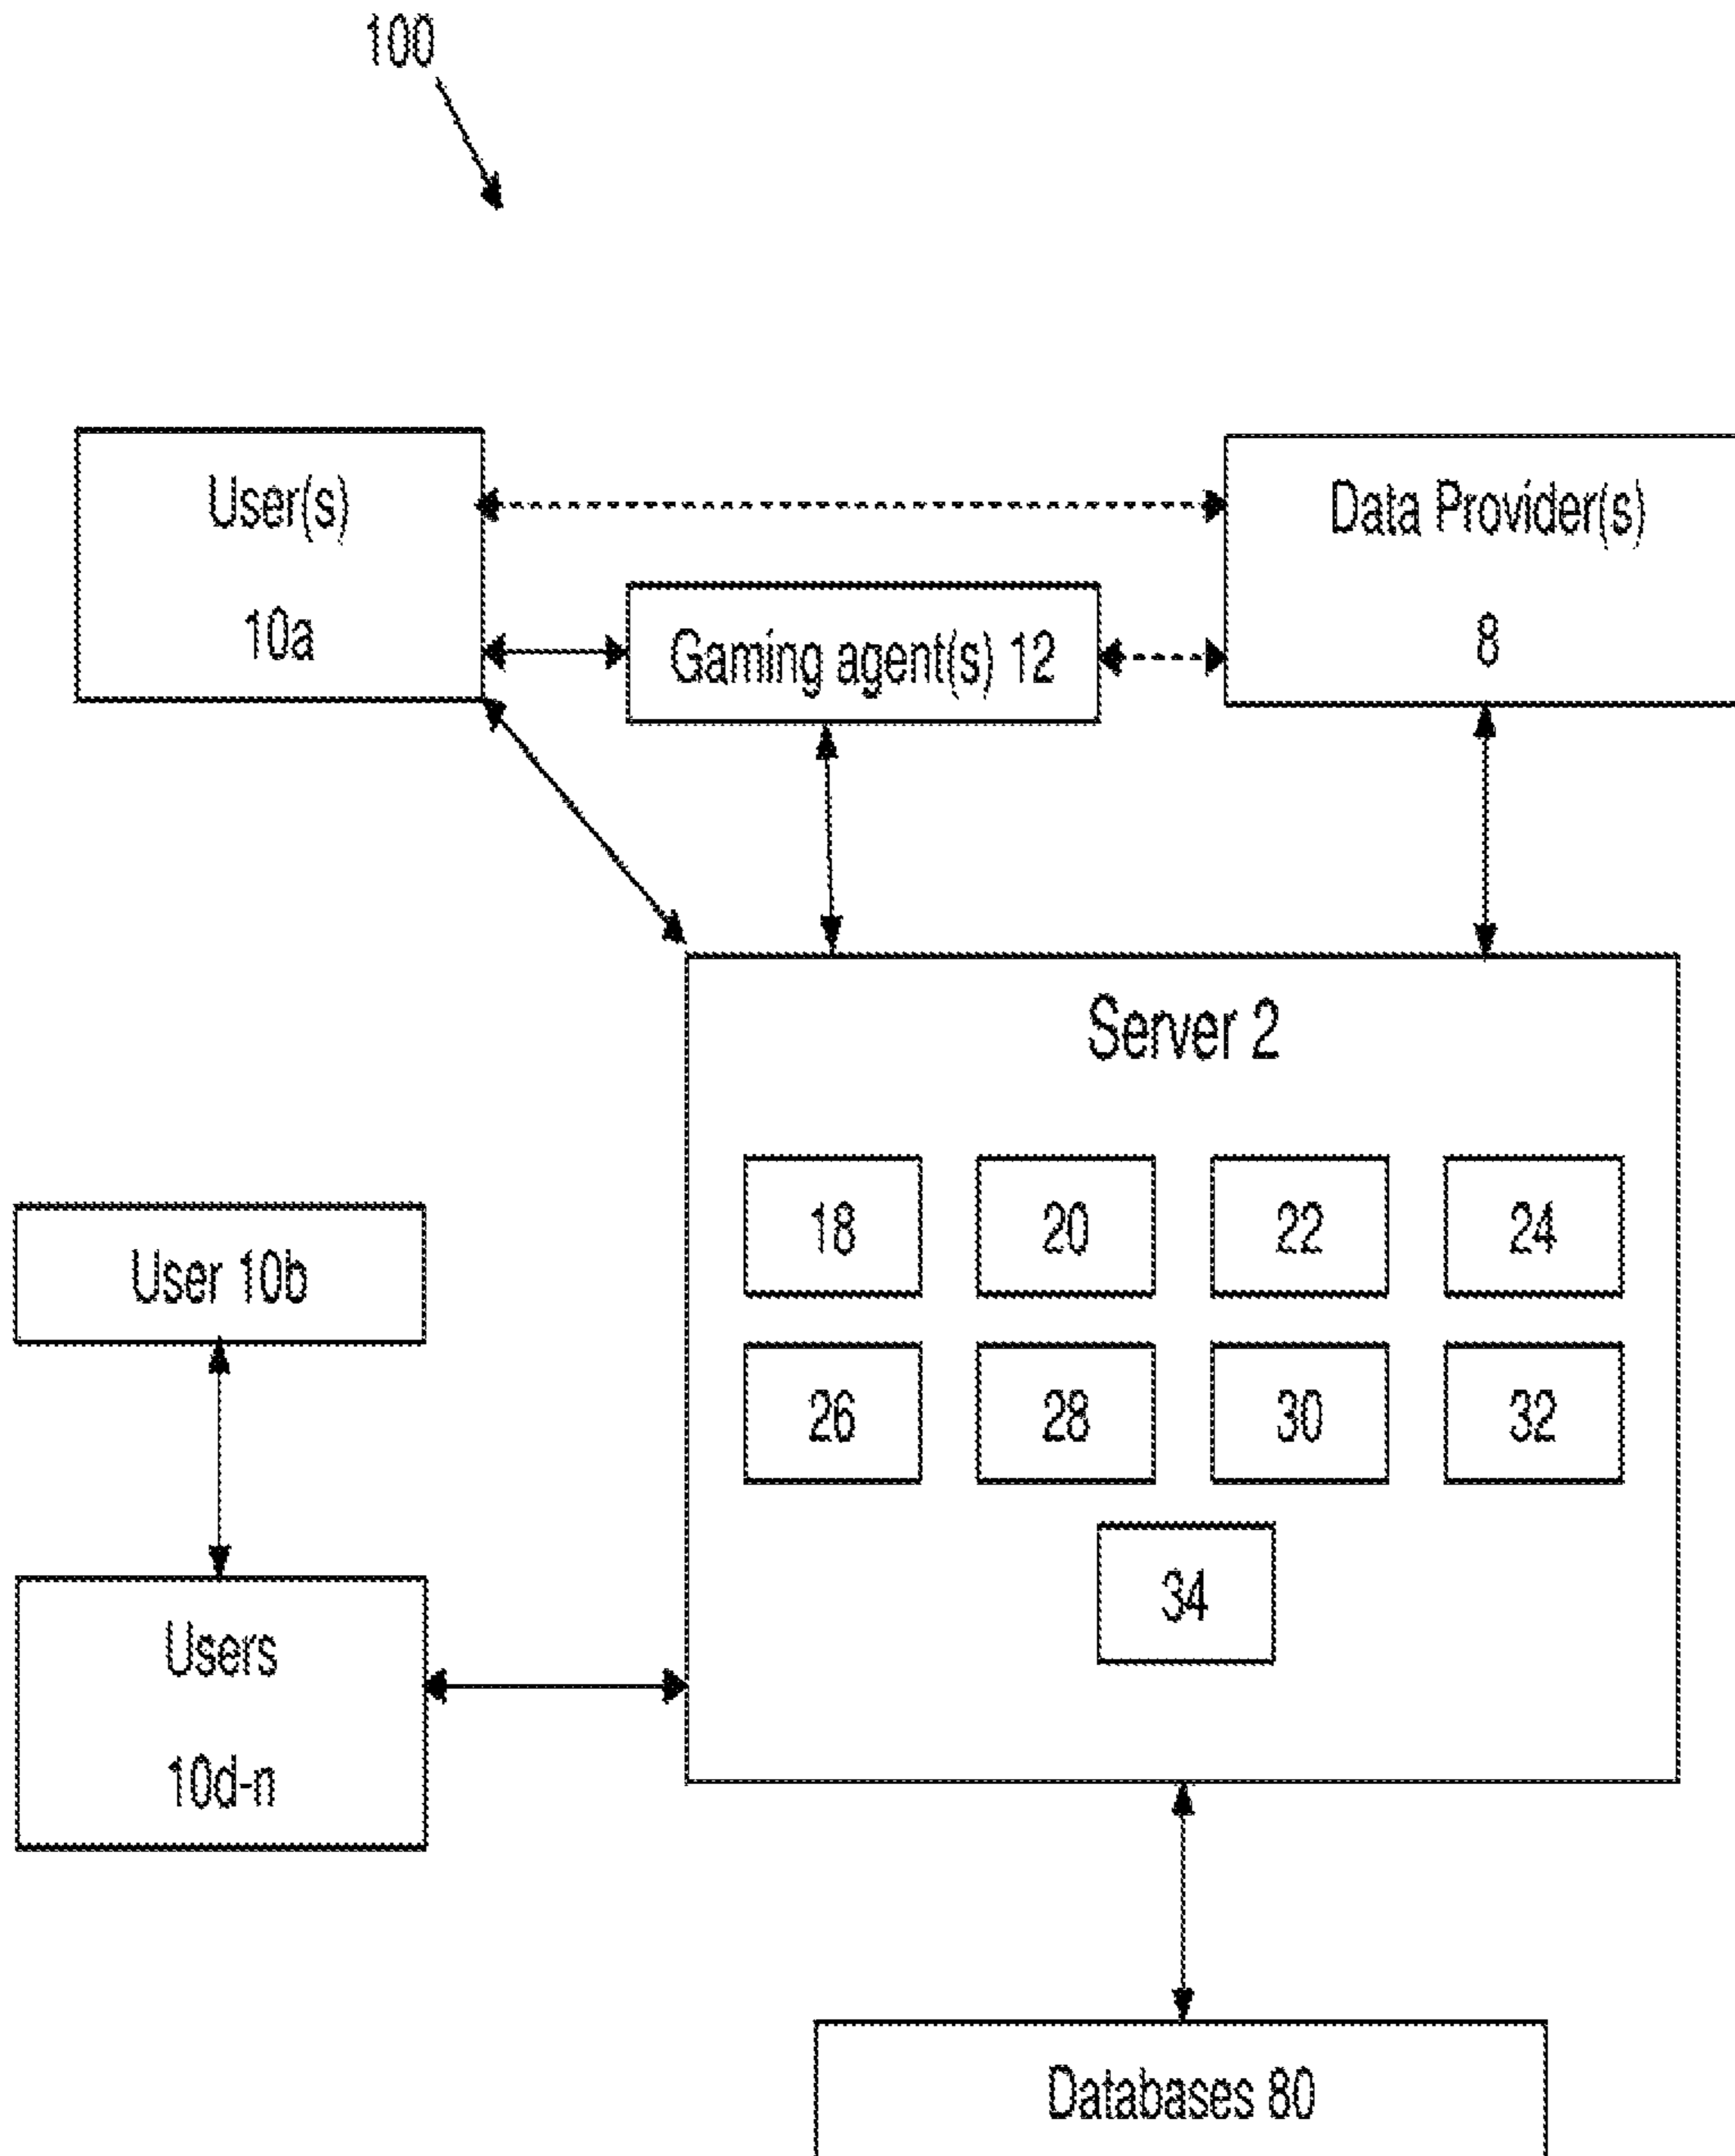 100
User(s)
10a
Data Provider(s)
8
Gaming agent(s) 12
Server 2
18
20
22
24
26
28
30
32
34
User 10b
Users
10d-n
Databases 80